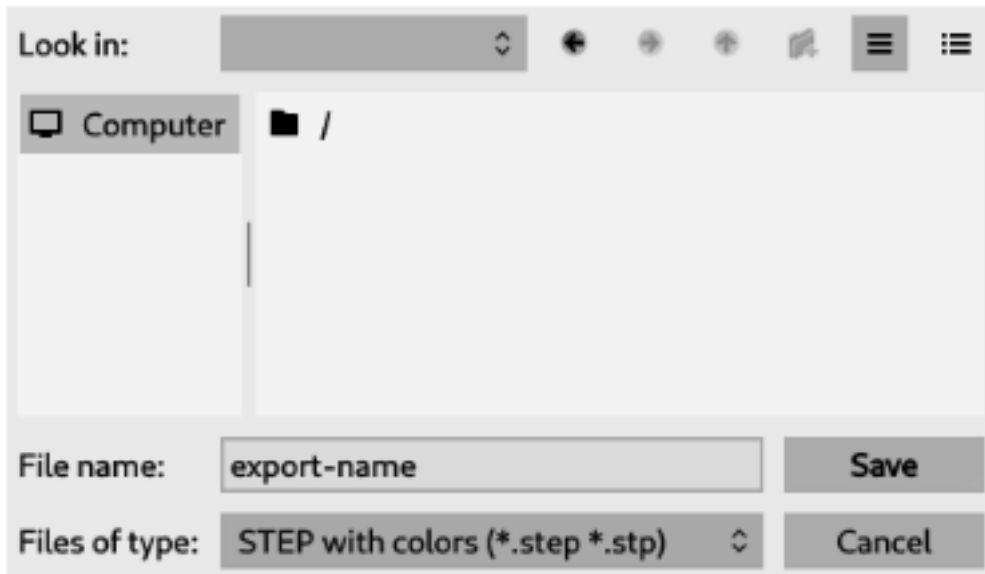 Look in:
Computer
/
File name:
export-name
Save
Files of type:
STEP with colors (*.step *.stp)
Cancel